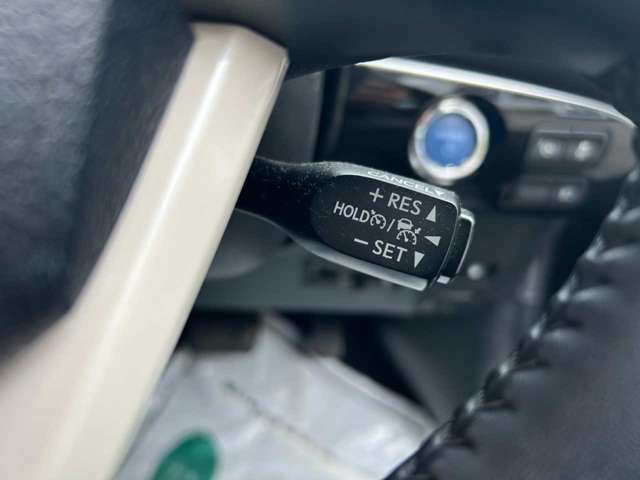 CANCEL
+ RES
HOLD /
− SET